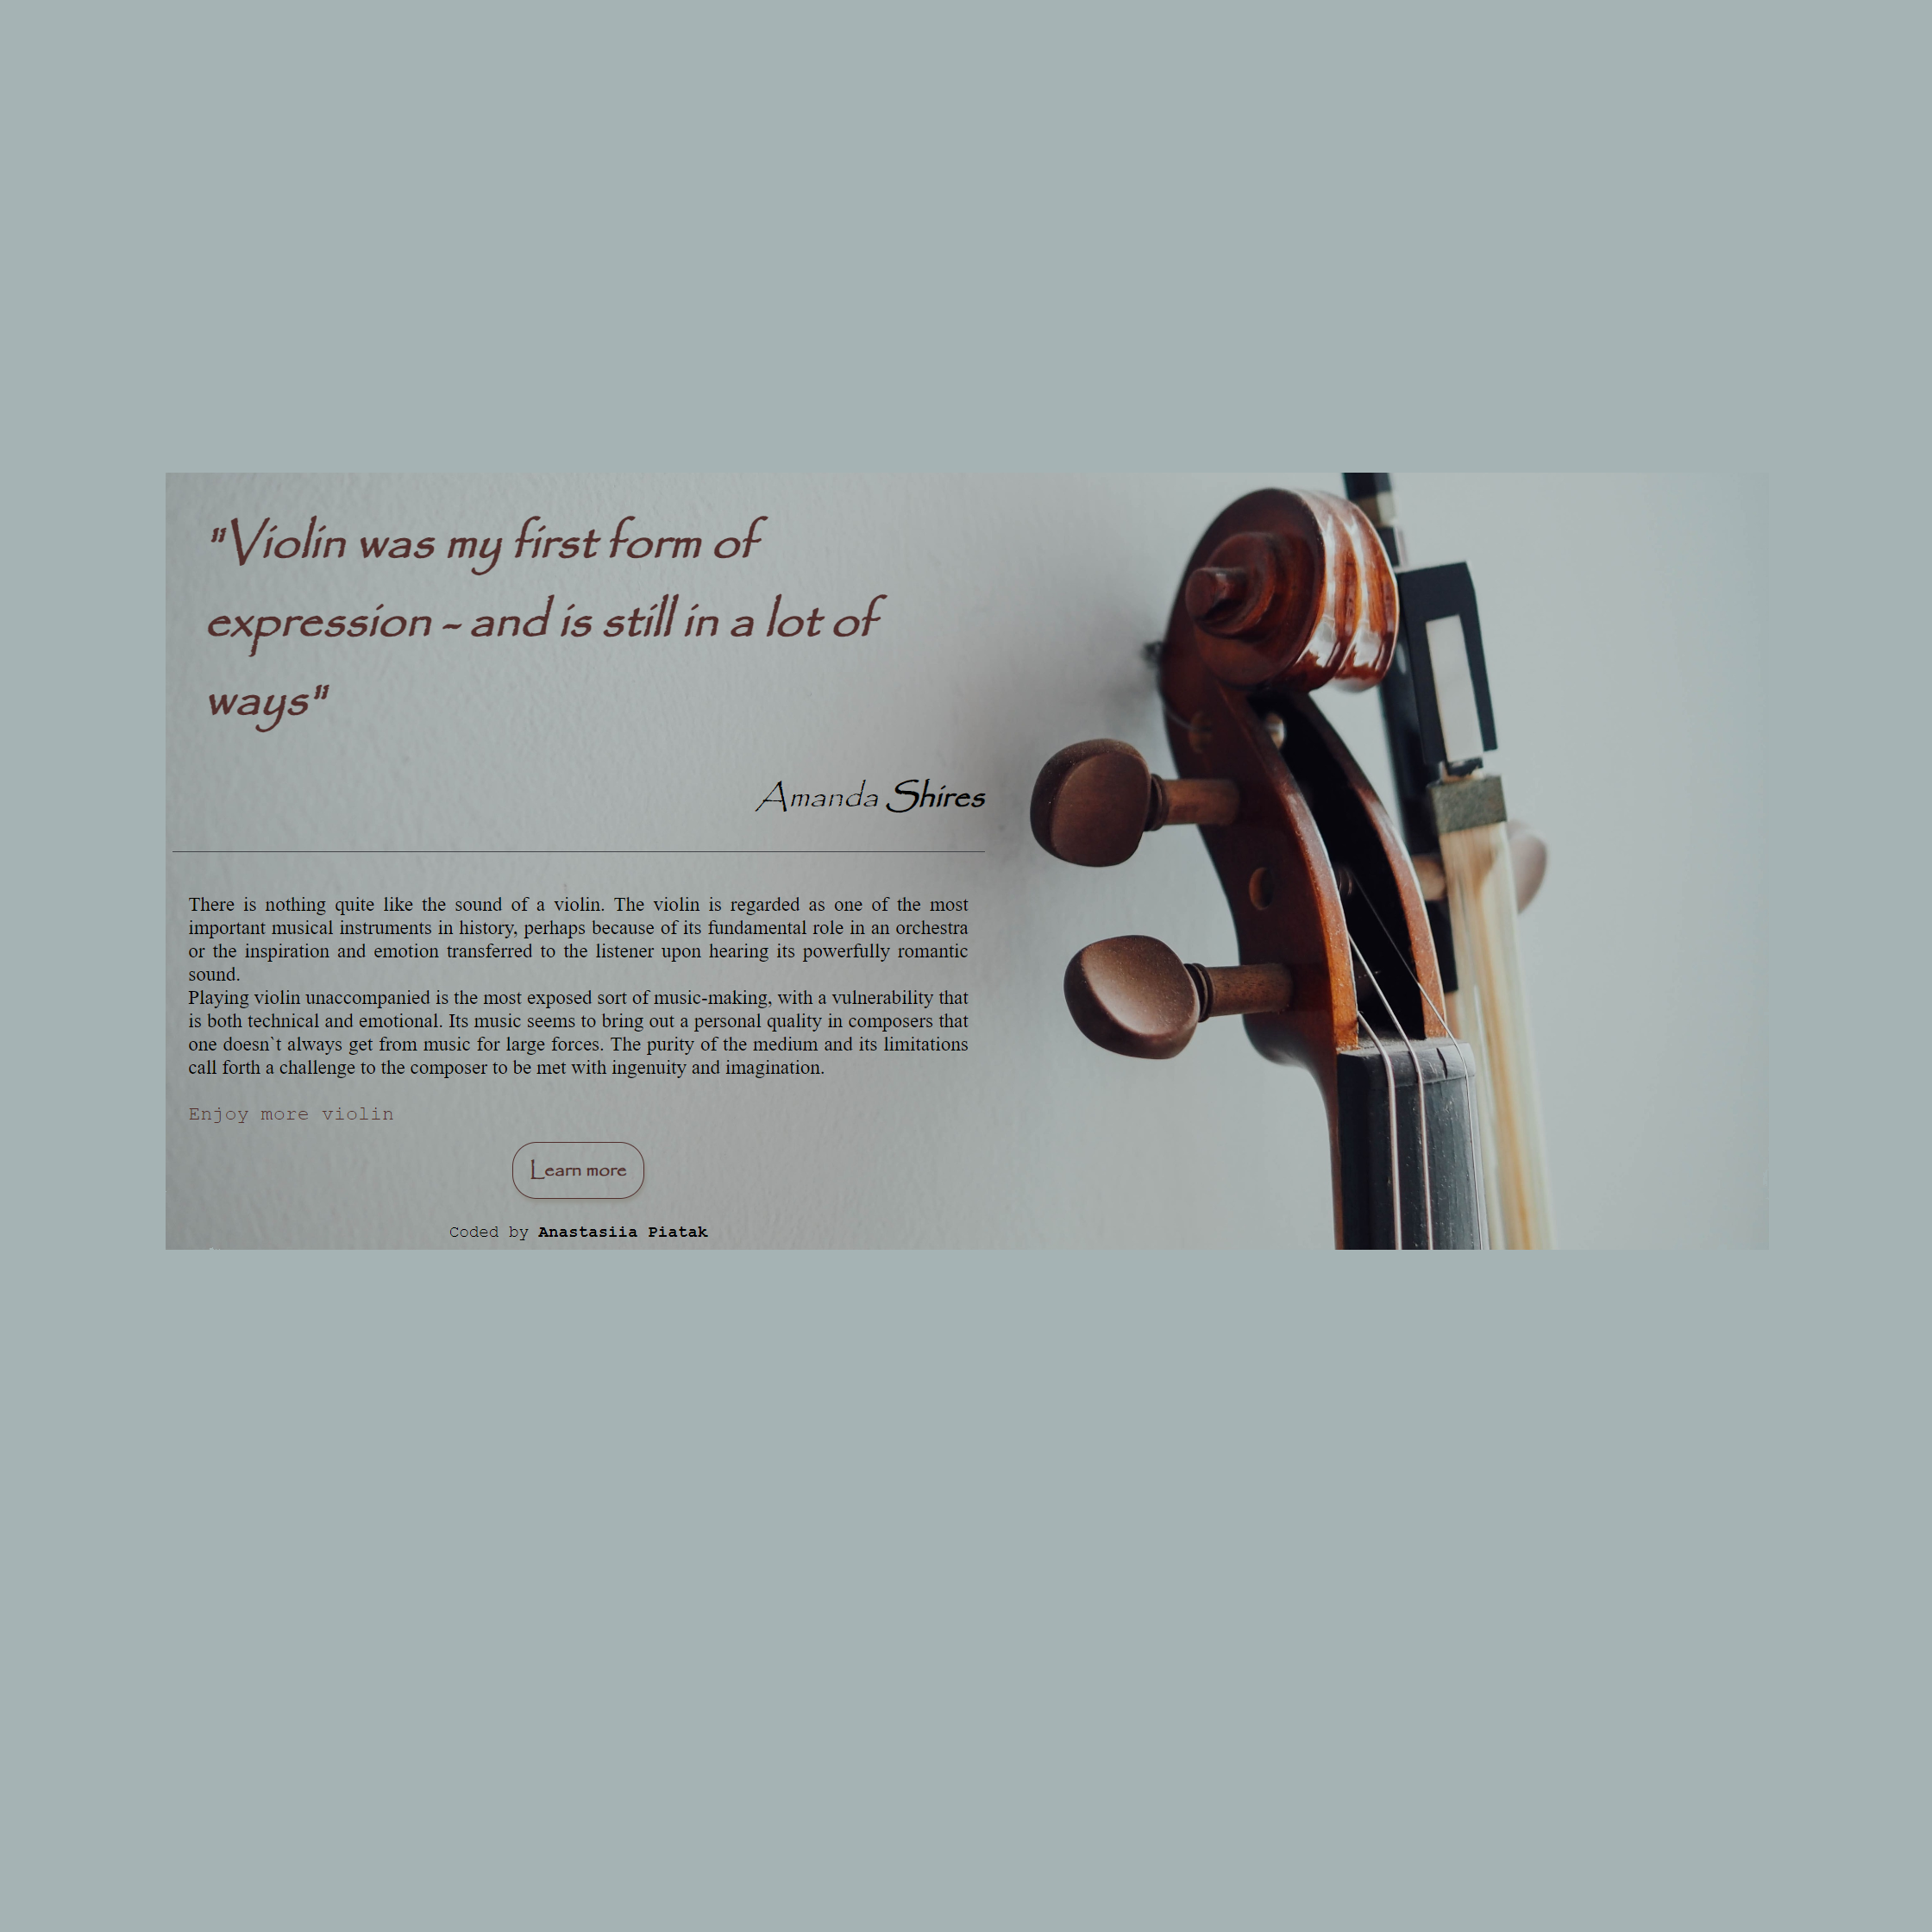 "Violin was my first form of
expression - and is still in a lot of
ways"
Amanda Shires
There is nothing quite like the sound of a violin. The violin is regarded as one of the most
important musical instruments in history, perhaps because of its fundamental role in an orchestra
or the inspiration and emotion transferred to the listener upon hearing its powerfully romantic
sound.
Playing violin unaccompanied is the most exposed sort of music-making, with a vulnerability that
is both technical and emotional. Its music seems to bring out a personal quality in composers that
one doesn`t always get from music for large forces. The purity of the medium and its limitations
call forth a challenge to the composer to be met with ingenuity and imagination.
Enjoy more violin
Learn more
Coded by Anastasiia Piatak